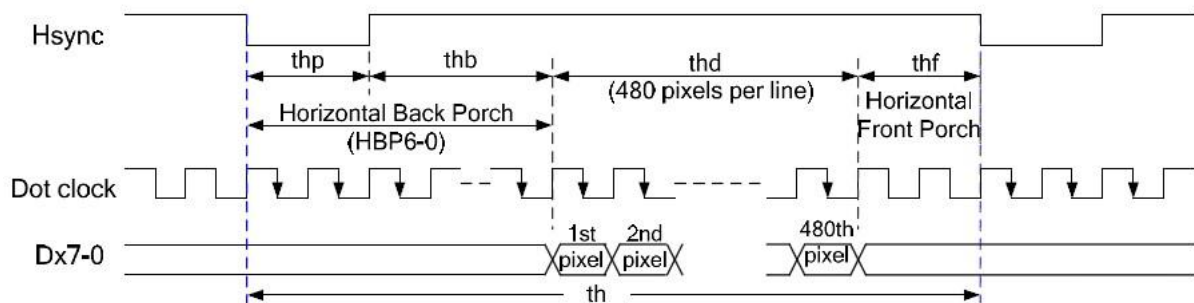 Hsync
thp
thb
thd
thf
(480 pixels per line)
Horizontal Back Porch
(HBP6-0)
Horizontal
Front Porch
Dot clock
Dx7-0
1st
pixel
2nd
pixel
480th
pixel
th